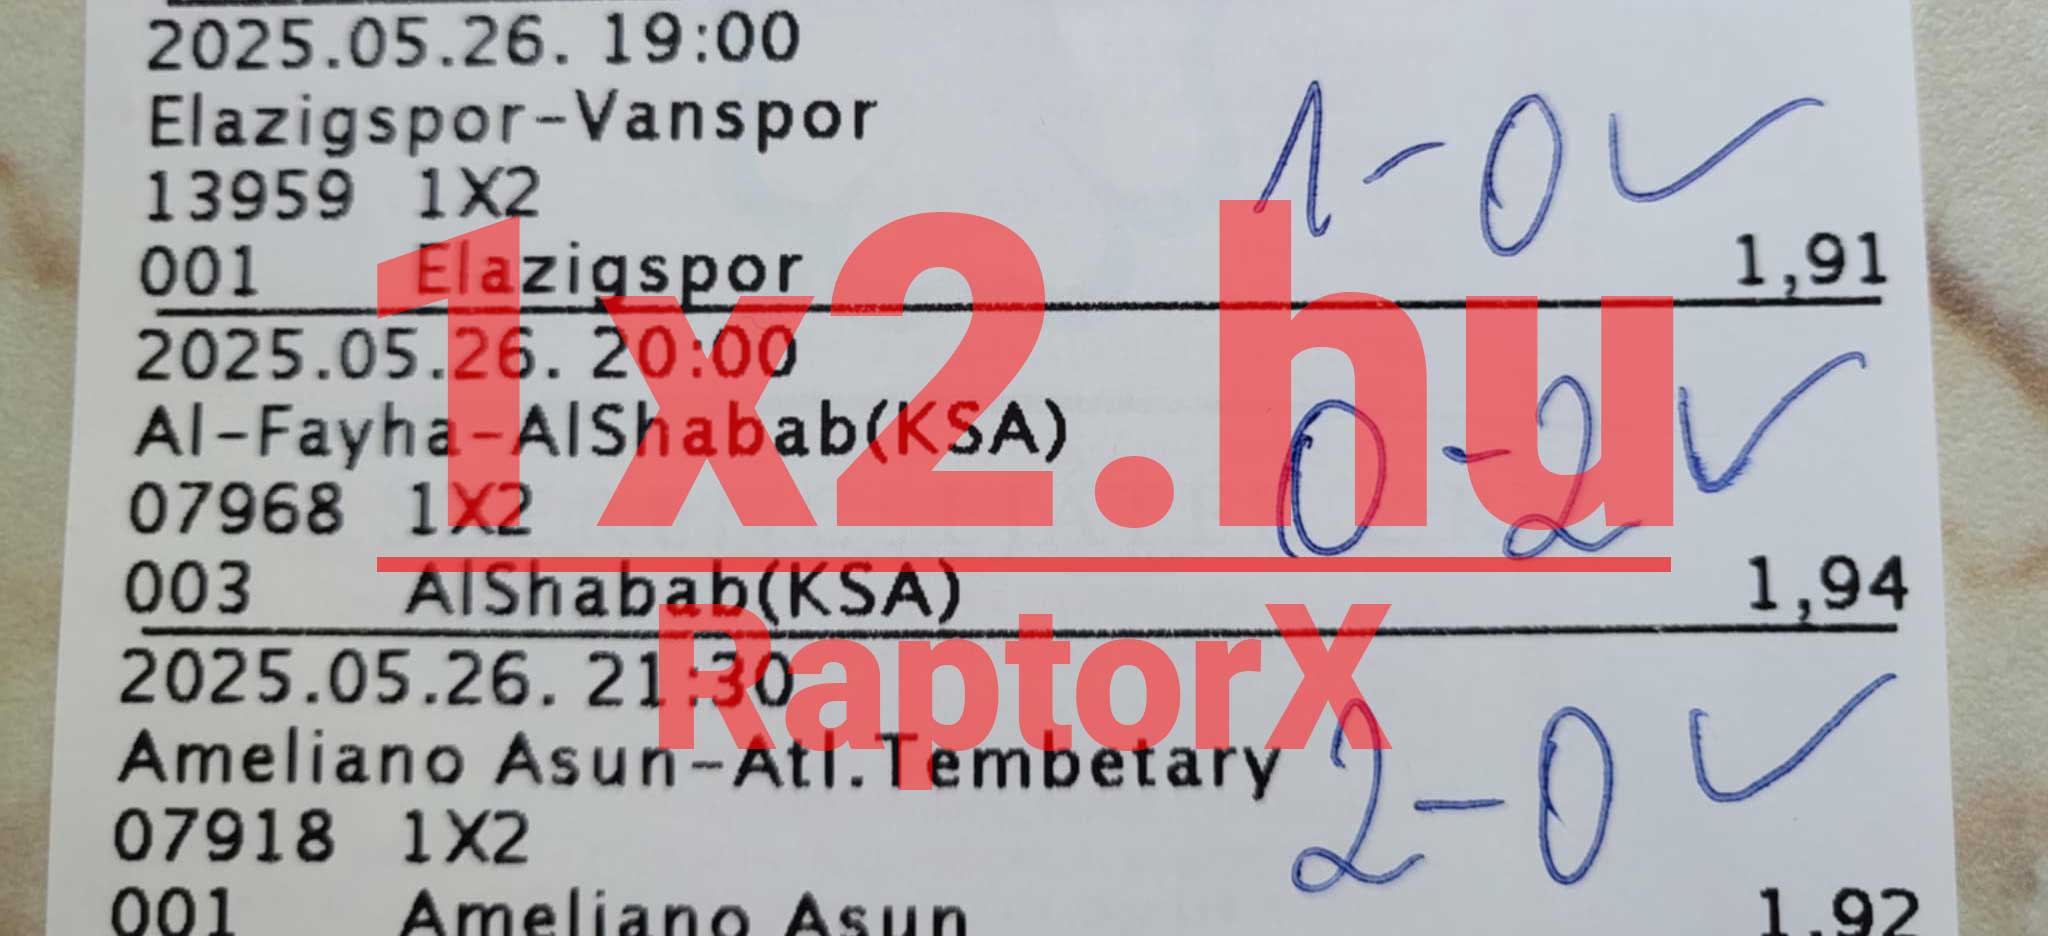 2025.05.26. 19:00
Elazigspor-Vanspor
1-0 ✓
13959 1X2
001 Elazigspor 1,91
2025.05.26. 20:00
Al-Fayha-AlShabab(KSA)
0-2 ✓
07968 1X2
003 AlShabab(KSA) 1,94
2025.05.26. 21:30
Ameliano Asun-Atl.Tembetary
2-0 ✓
07918 1X2
001 Ameliano Asun 1,92
1x2.hu
RaptorX